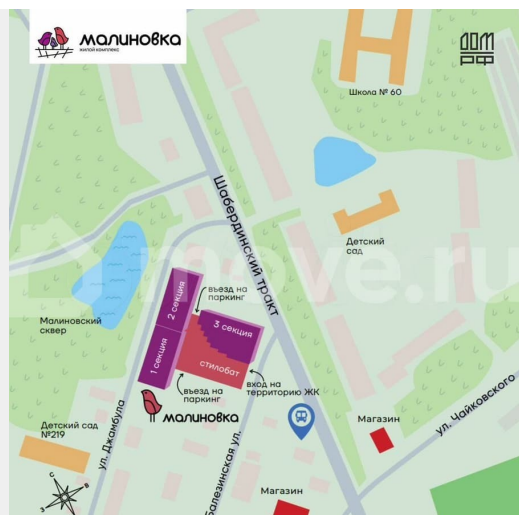 малиновка
жилой комплекс
ДОМ
РФ
Школа № 60
Шабердинский тракт
Детский
сад
move.ru
въезд на
паркинг
2 секция
3 секция
Малиновский
сквер
1 секция
стилобат
въезд на
паркинг
вход на
территорию ЖК
малиновка
Детский сад
№219
ул. Джамбула
Балезинская ул.
Магазин
ул. Чайковского
Магазин
С
В
З